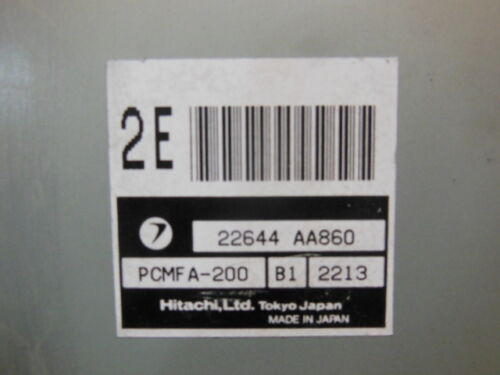 2E
22644 AA860
PCMFA-200 B1 2213
Hitachi,Ltd. Tokyo Japan
MADE IN JAPAN